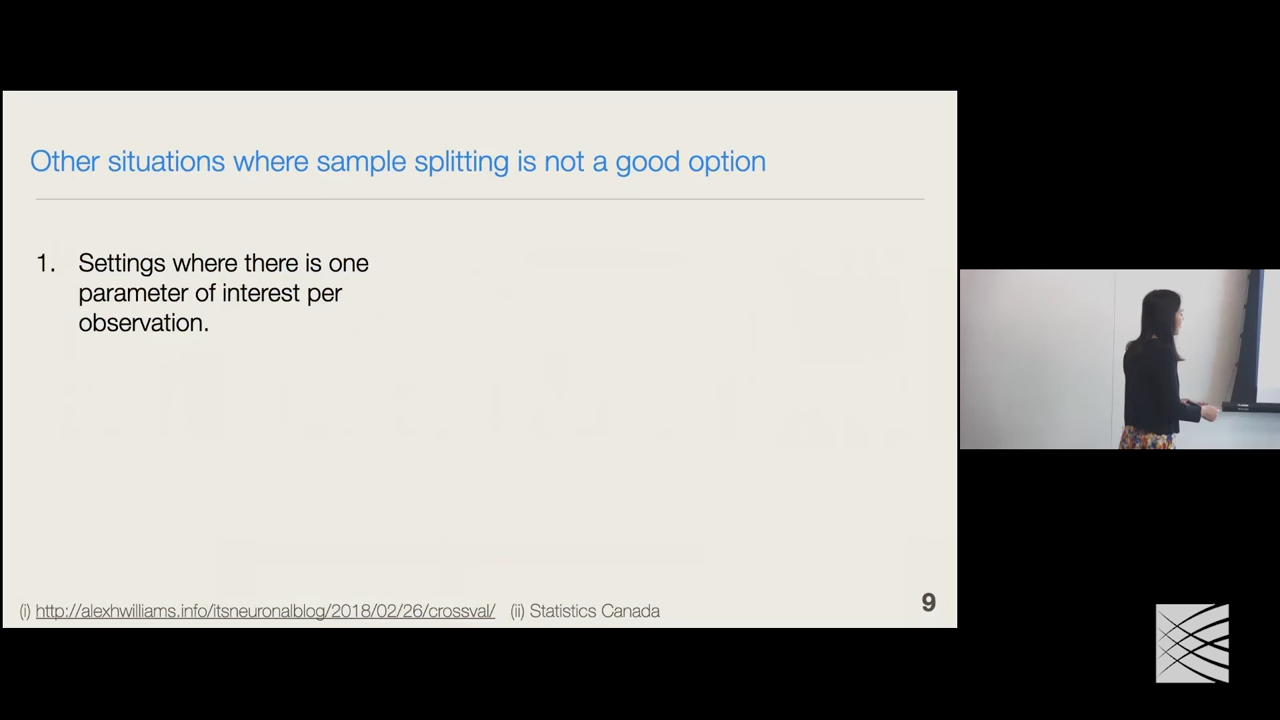 Other situations where sample splitting is not a good option
1. Settings where there is one
parameter of interest per
observation.
(i) http://alexhwilliams.info/itsneuronalblog/2018/02/26/crossval/ (ii) Statistics Canada
9